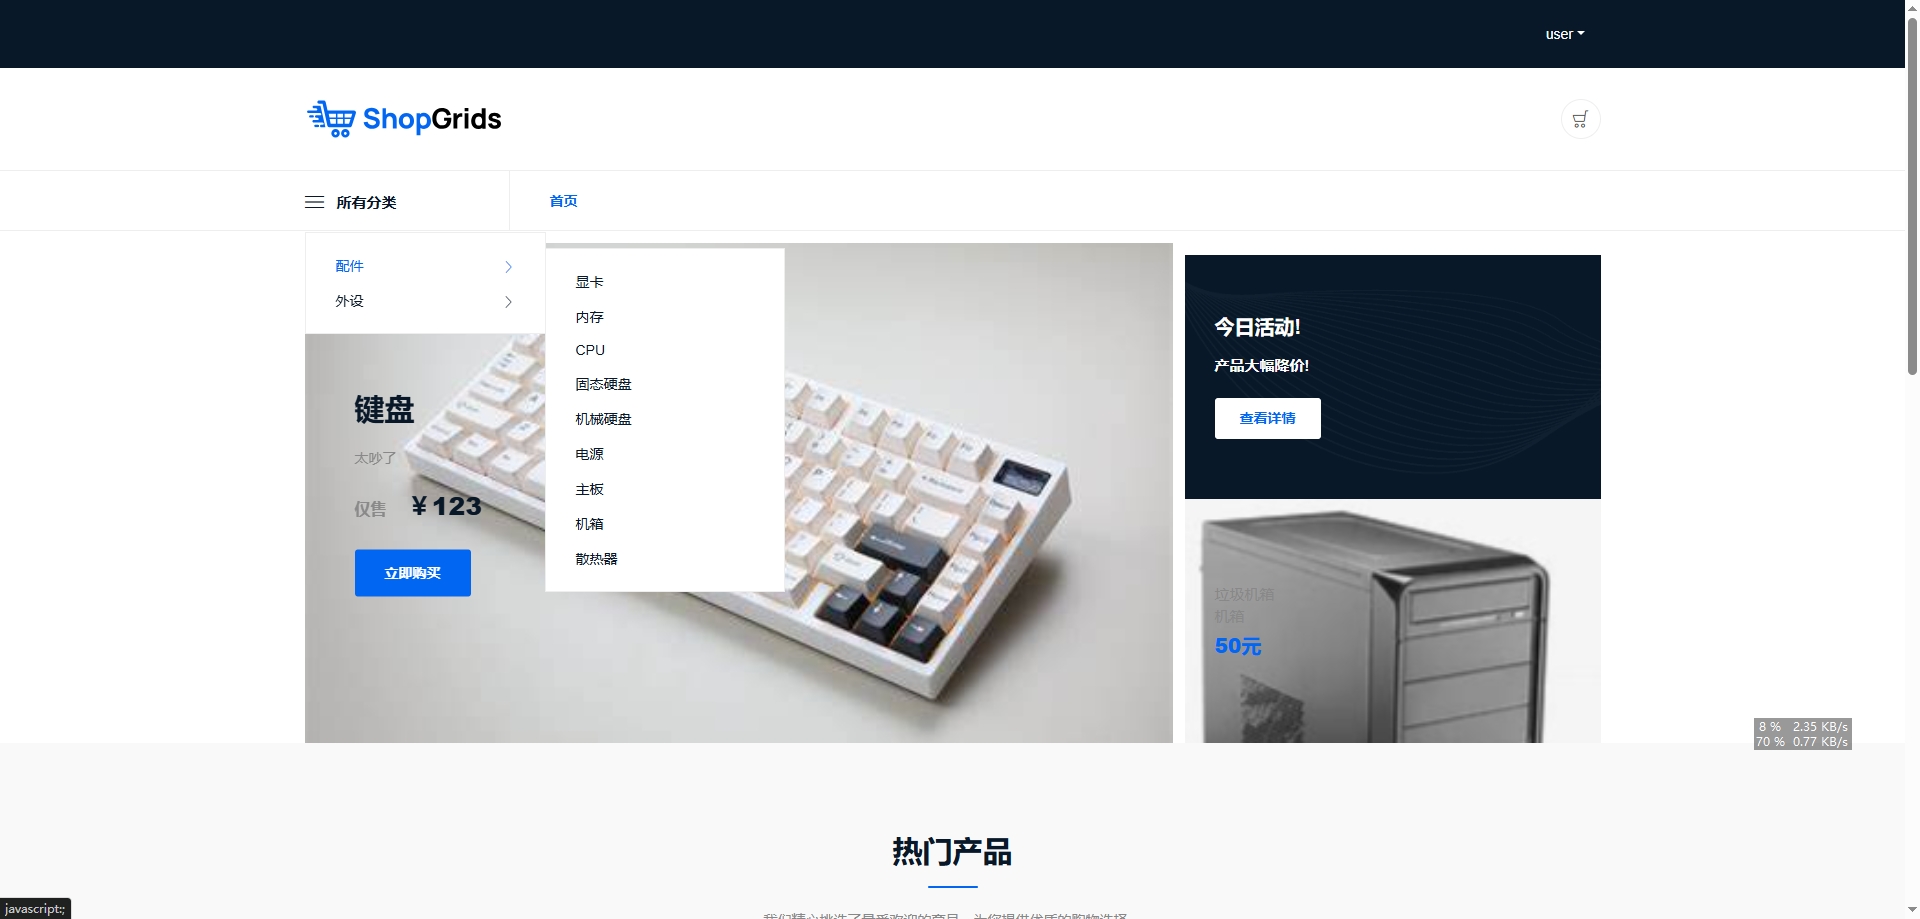 user
ShopGrids
所有分类
首页
配件
外设
显卡
内存
CPU
固态硬盘
机械硬盘
电源
主板
机箱
散热器
键盘
太吵了
仅售 ￥123
立即购买
今日活动!
产品大幅降价!
查看详情
垃圾机箱
机箱
50元
8 % 2.35 KB/s
70 % 0.77 KB/s
热门产品
javascript:;